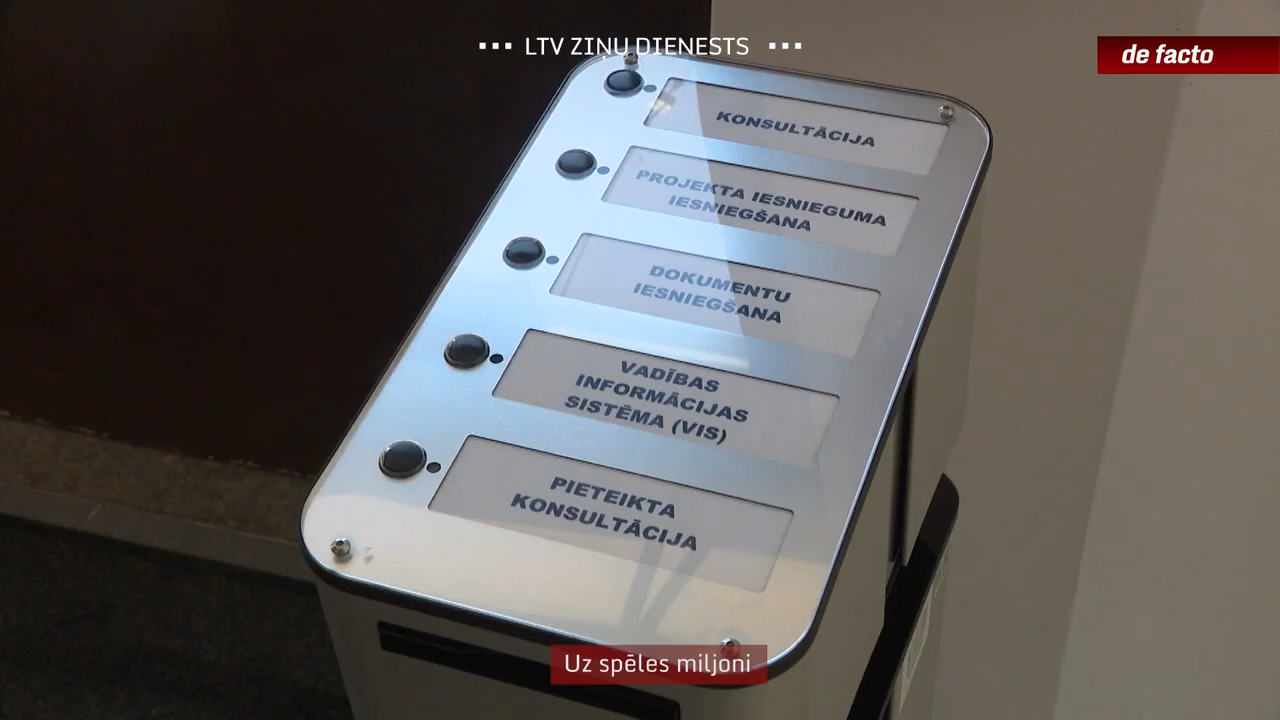 LTV ZIŅU DIENESTS
de facto
KONSULTĀCIJA
PROJEKTA IESNIEGUMA
IESNIEGŠANA
DOKUMENTU
IESNIEGŠANA
VADĪBAS
INFORMĀCIJAS
SISTĒMA (VIS)
PIETEIKTA
KONSULTĀCIJA
Uz spēles miljoni